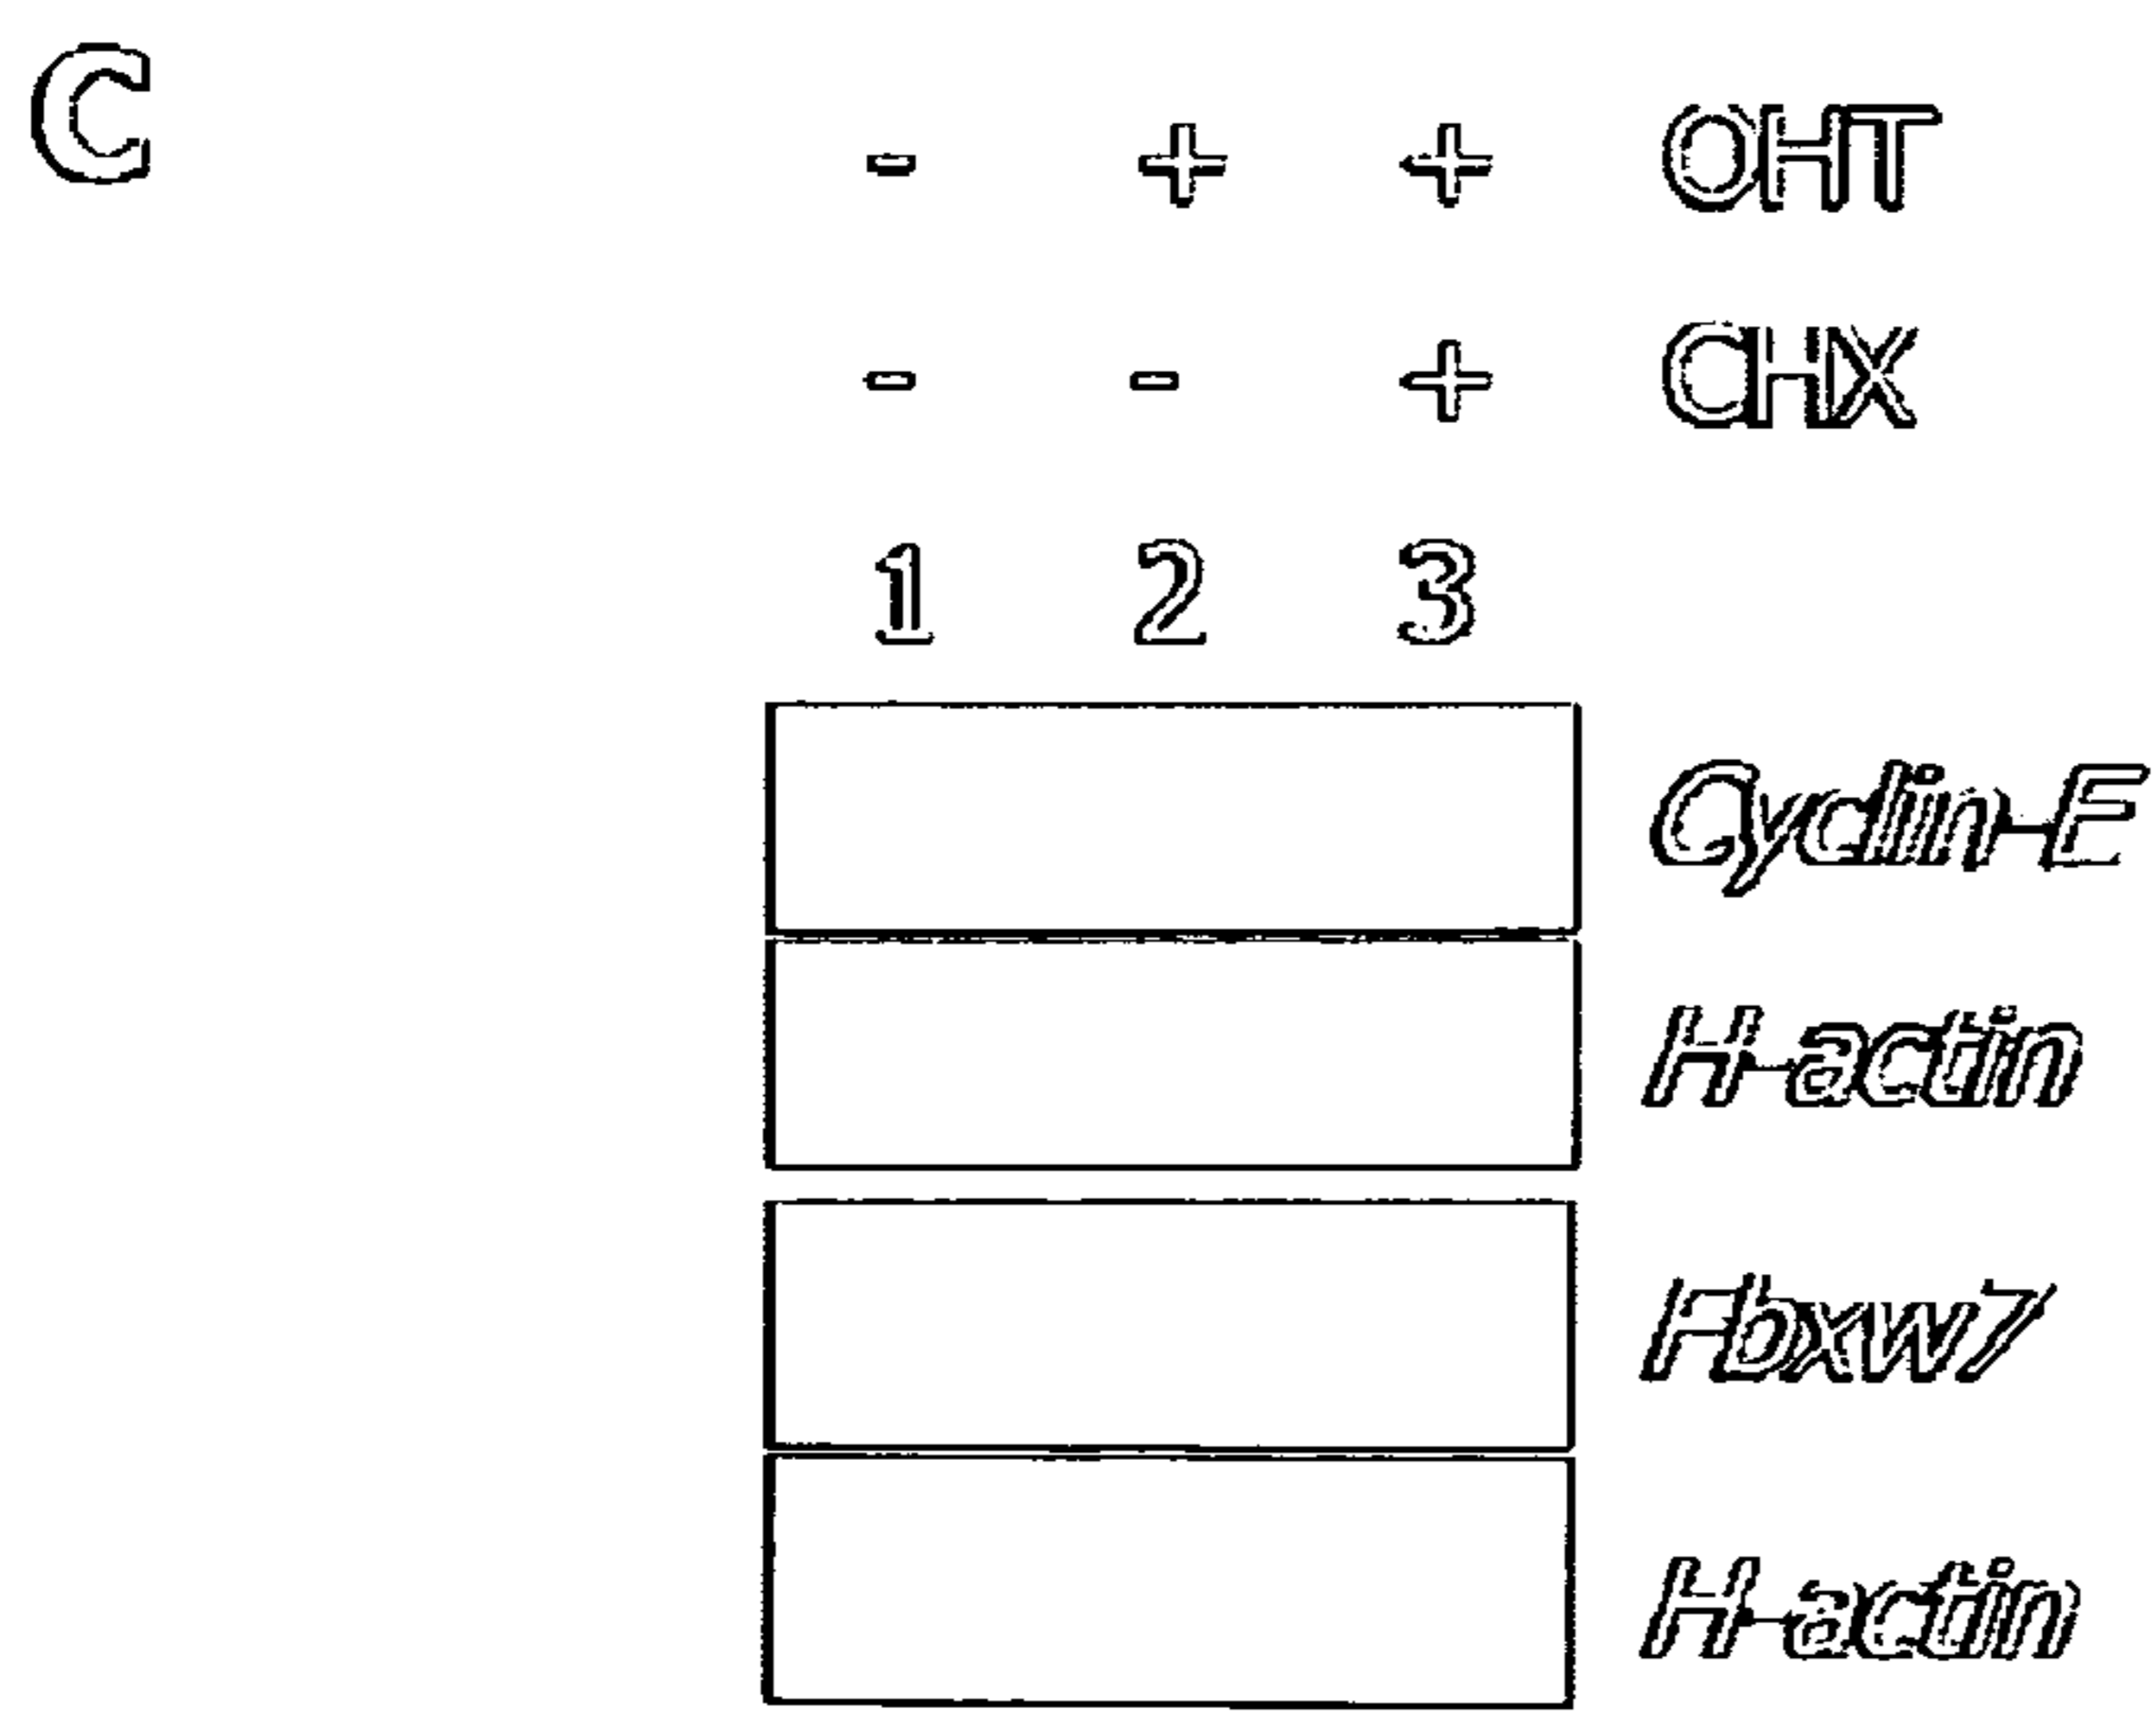 C
- + + OHT
- - + CHX
1 2 3
Cyclin-E
H-actin
Fbxw7
H-actin